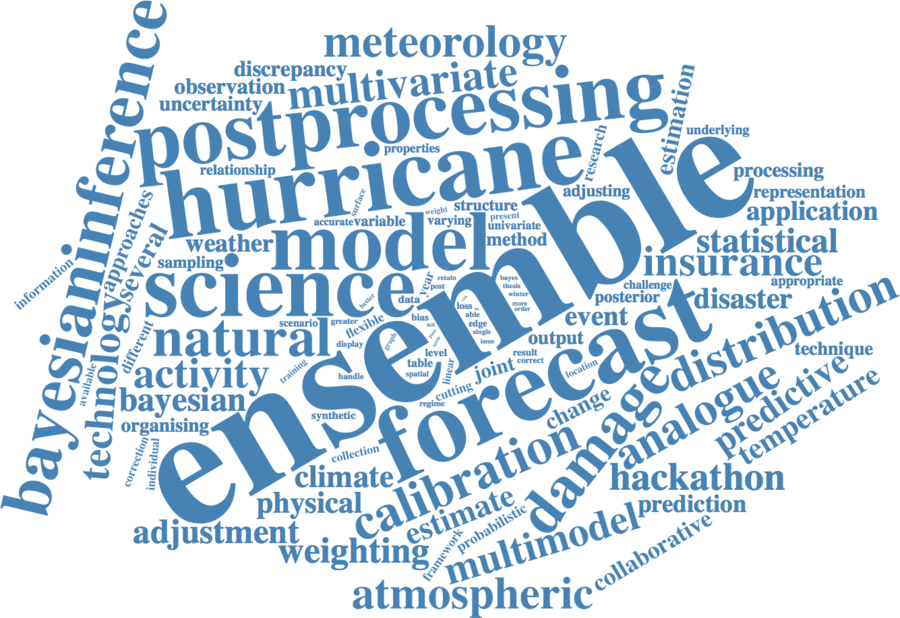 meteorology
discrepancy
observation
multivariate
uncertainty
postprocessing
estimation
underlying
properties
research
relationship
hurricane
processing
adjusting
representation
bayesianinference
approaches
surface
weight
structure
present
application
accurate
variable
varying
univariate
ensemble
several
weather
model
method
statistical
sampling
insurance
information
technology
science
year
retain
post
bayes
thesis
winter
more
order
challenge
appropriate
posterior
disaster
better
data
loss
able
event
scenario
greater
flexible
bias
edge
single
issue
natural
display
graph
output
different
level
result
correct
technique
forecast
distribution
training
handle
table
spatial
linear
joint
location
activity
available
bayesian
cutting
regime
change
damage
analogue
predictive
temperature
synthetic
organising
correction
individual
collection
calibration
climate
hackathon
physical
estimate
prediction
adjustment
probabilistic
multimodel
collaborative
weighting
framework
atmospheric